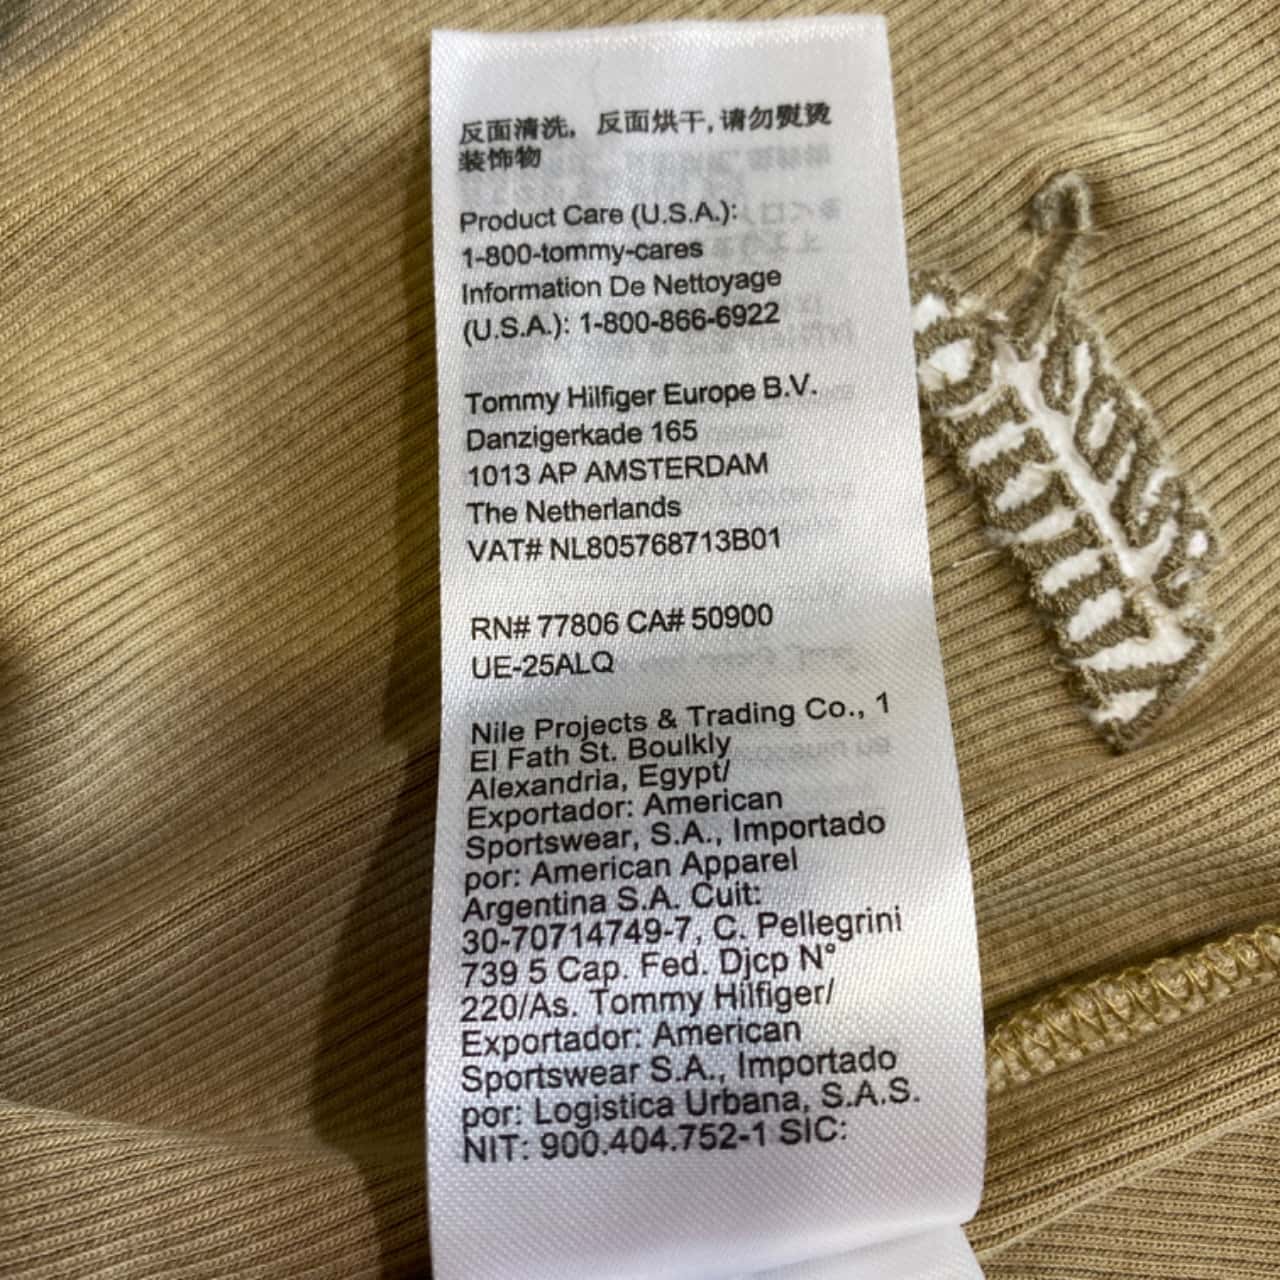 反面清洗, 反面烘干,请勿熨烫
装饰物
Product Care (U.S.A.):
1-800-tommy-cares
Information De Nettoyage
(U.S.A.): 1-800-866-6922
Tommy Hilfiger Europe B.V.
Danzigerkade 165
1013 AP AMSTERDAM
The Netherlands
VAT# NL805768713B01
RN# 77806 CA# 50900
UE-25ALQ
Nile Projects & Trading Co., 1
El Fath St. Boulkly
Alexandria, Egypt/
Exportador: American
Sportswear, S.A., Importado
por: American Apparel
Argentina S.A. Cuit:
30-70714749-7, C. Pellegrini
739 5 Cap. Fed. Djcp N°
220/As. Tommy Hilfiger/
Exportador: American
Sportswear S.A., Importado
por: Logistica Urbana, S.A.S.
NIT: 900.404.752-1 SIC: